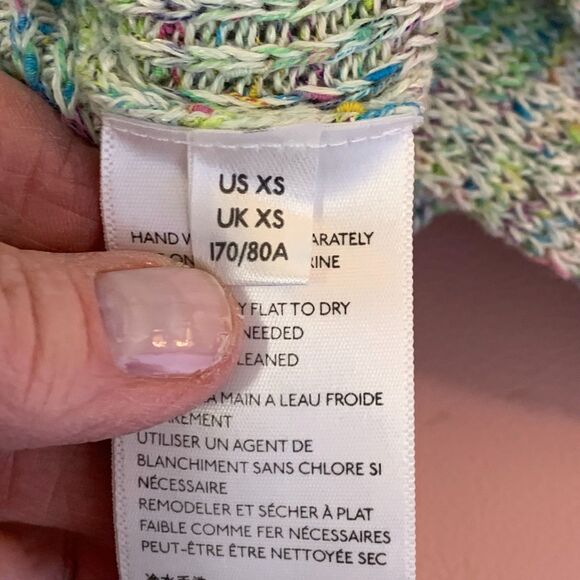 US XS
UK XS
170/80A
HAND
ARATELY
ON
RINE
FLAT TO DRY
NEEDED
LEANED
MAIN A LEAU FROIDE
UTILISER UN AGENT DE
BLANCHIMENT SANS CHLORE SI
NÉCESSAIRE
REMODELER ET SÉCHER À PLAT
FAIBLE COMME FER NÉCESSAIRES
PEUT-ÊTRE ÊTRE NETTOYÉE SEC